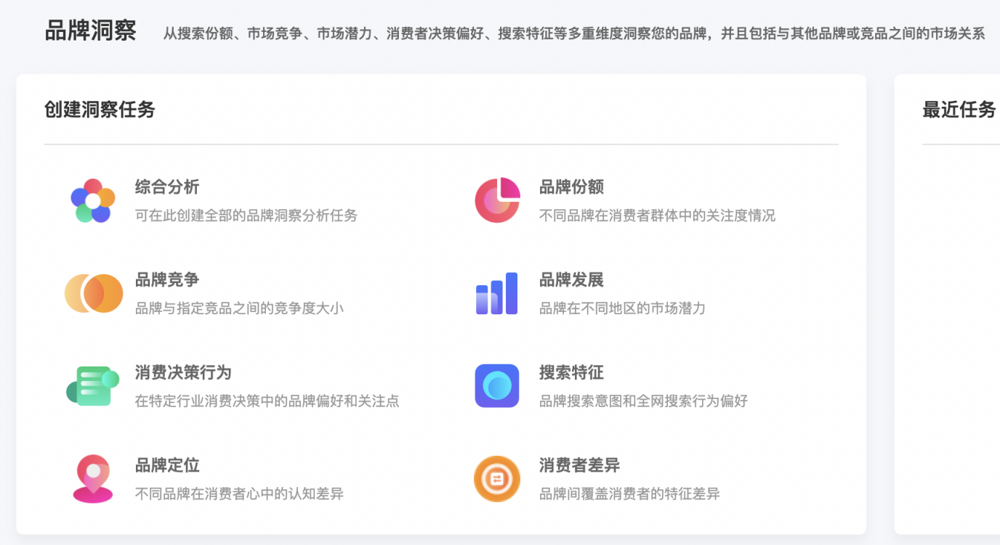 品牌洞察
从搜索份额、市场竞争、市场潜力、消费者决策偏好、搜索特征等多重维度洞察您的品牌，并且包括与其他品牌或竞品之间的市场关系
创建洞察任务
最近任务
综合分析
可在此创建全部的品牌洞察分析任务
品牌份额
不同品牌在消费者群体中的关注度情况
品牌竞争
品牌与指定竞品之间的竞争度大小
品牌发展
品牌在不同地区的市场潜力
消费决策行为
在特定行业消费决策中的品牌偏好和关注点
搜索特征
品牌搜索意图和全网搜索行为偏好
品牌定位
不同品牌在消费者心中的认知差异
消费者差异
品牌间覆盖消费者的特征差异